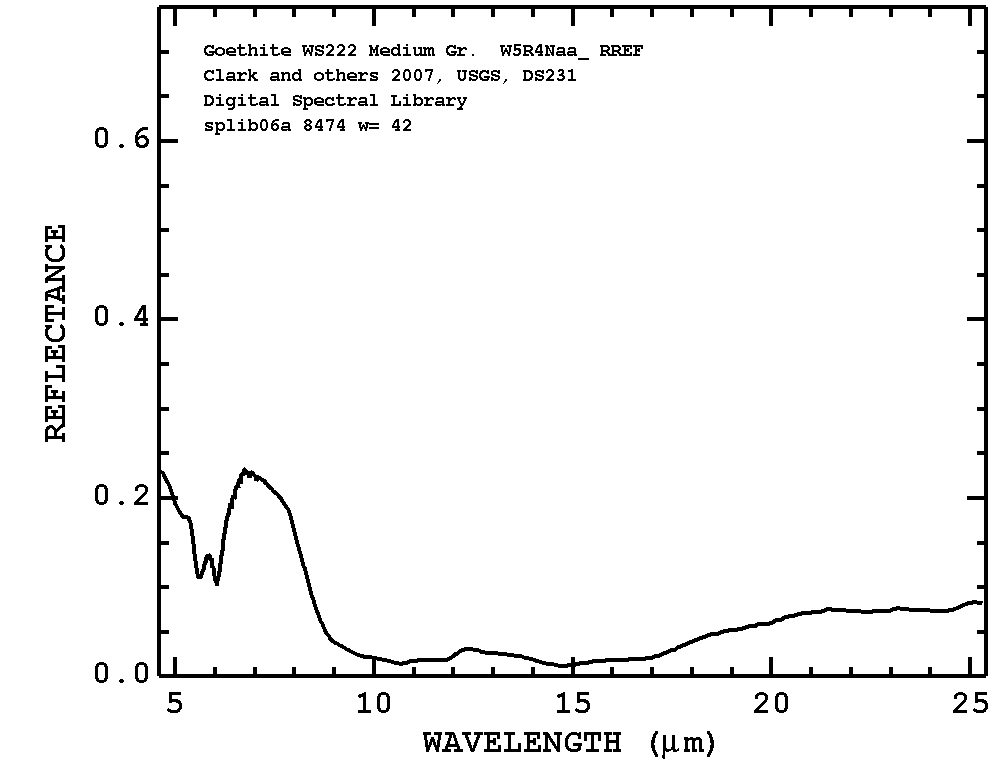 Goethite WS222 Medium Gr.  W5R4Naa_ RREF
Clark and others 2007, USGS, DS231
Digital Spectral Library
splib06a 8474 w= 42
REFLECTANCE
0.6
0.4
0.2
0.0
5 10 15 20 25
WAVELENGTH (μm)